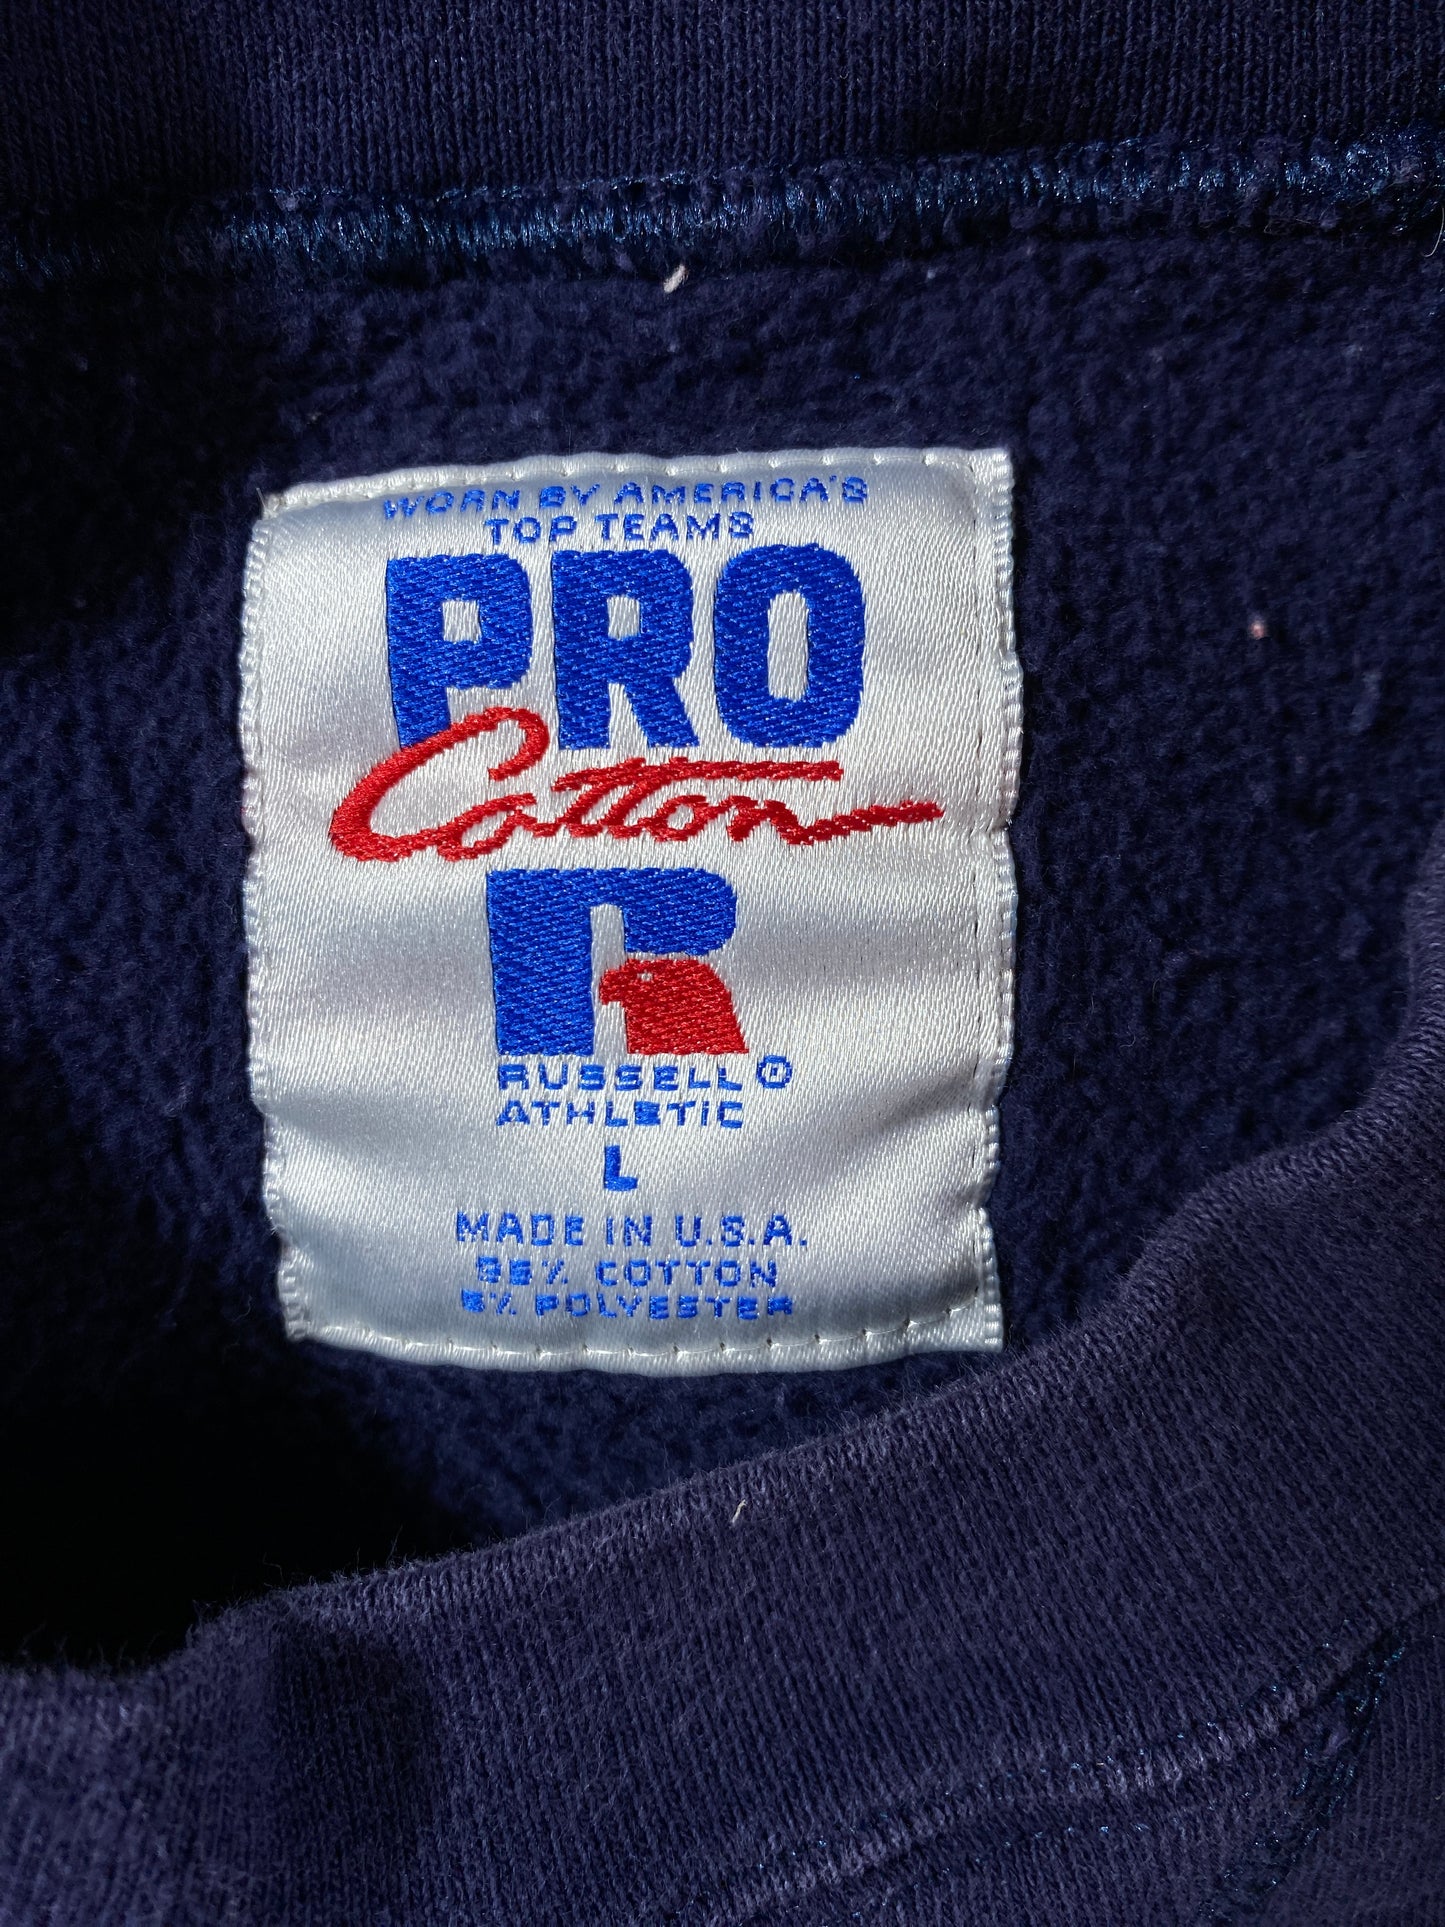 WORN BY AMERICA'S
TOP TEAMS
PRO
Cotton
R
RUSSELL ®
ATHLETIC
L
MADE IN U.S.A.
95% COTTON
5% POLYESTER